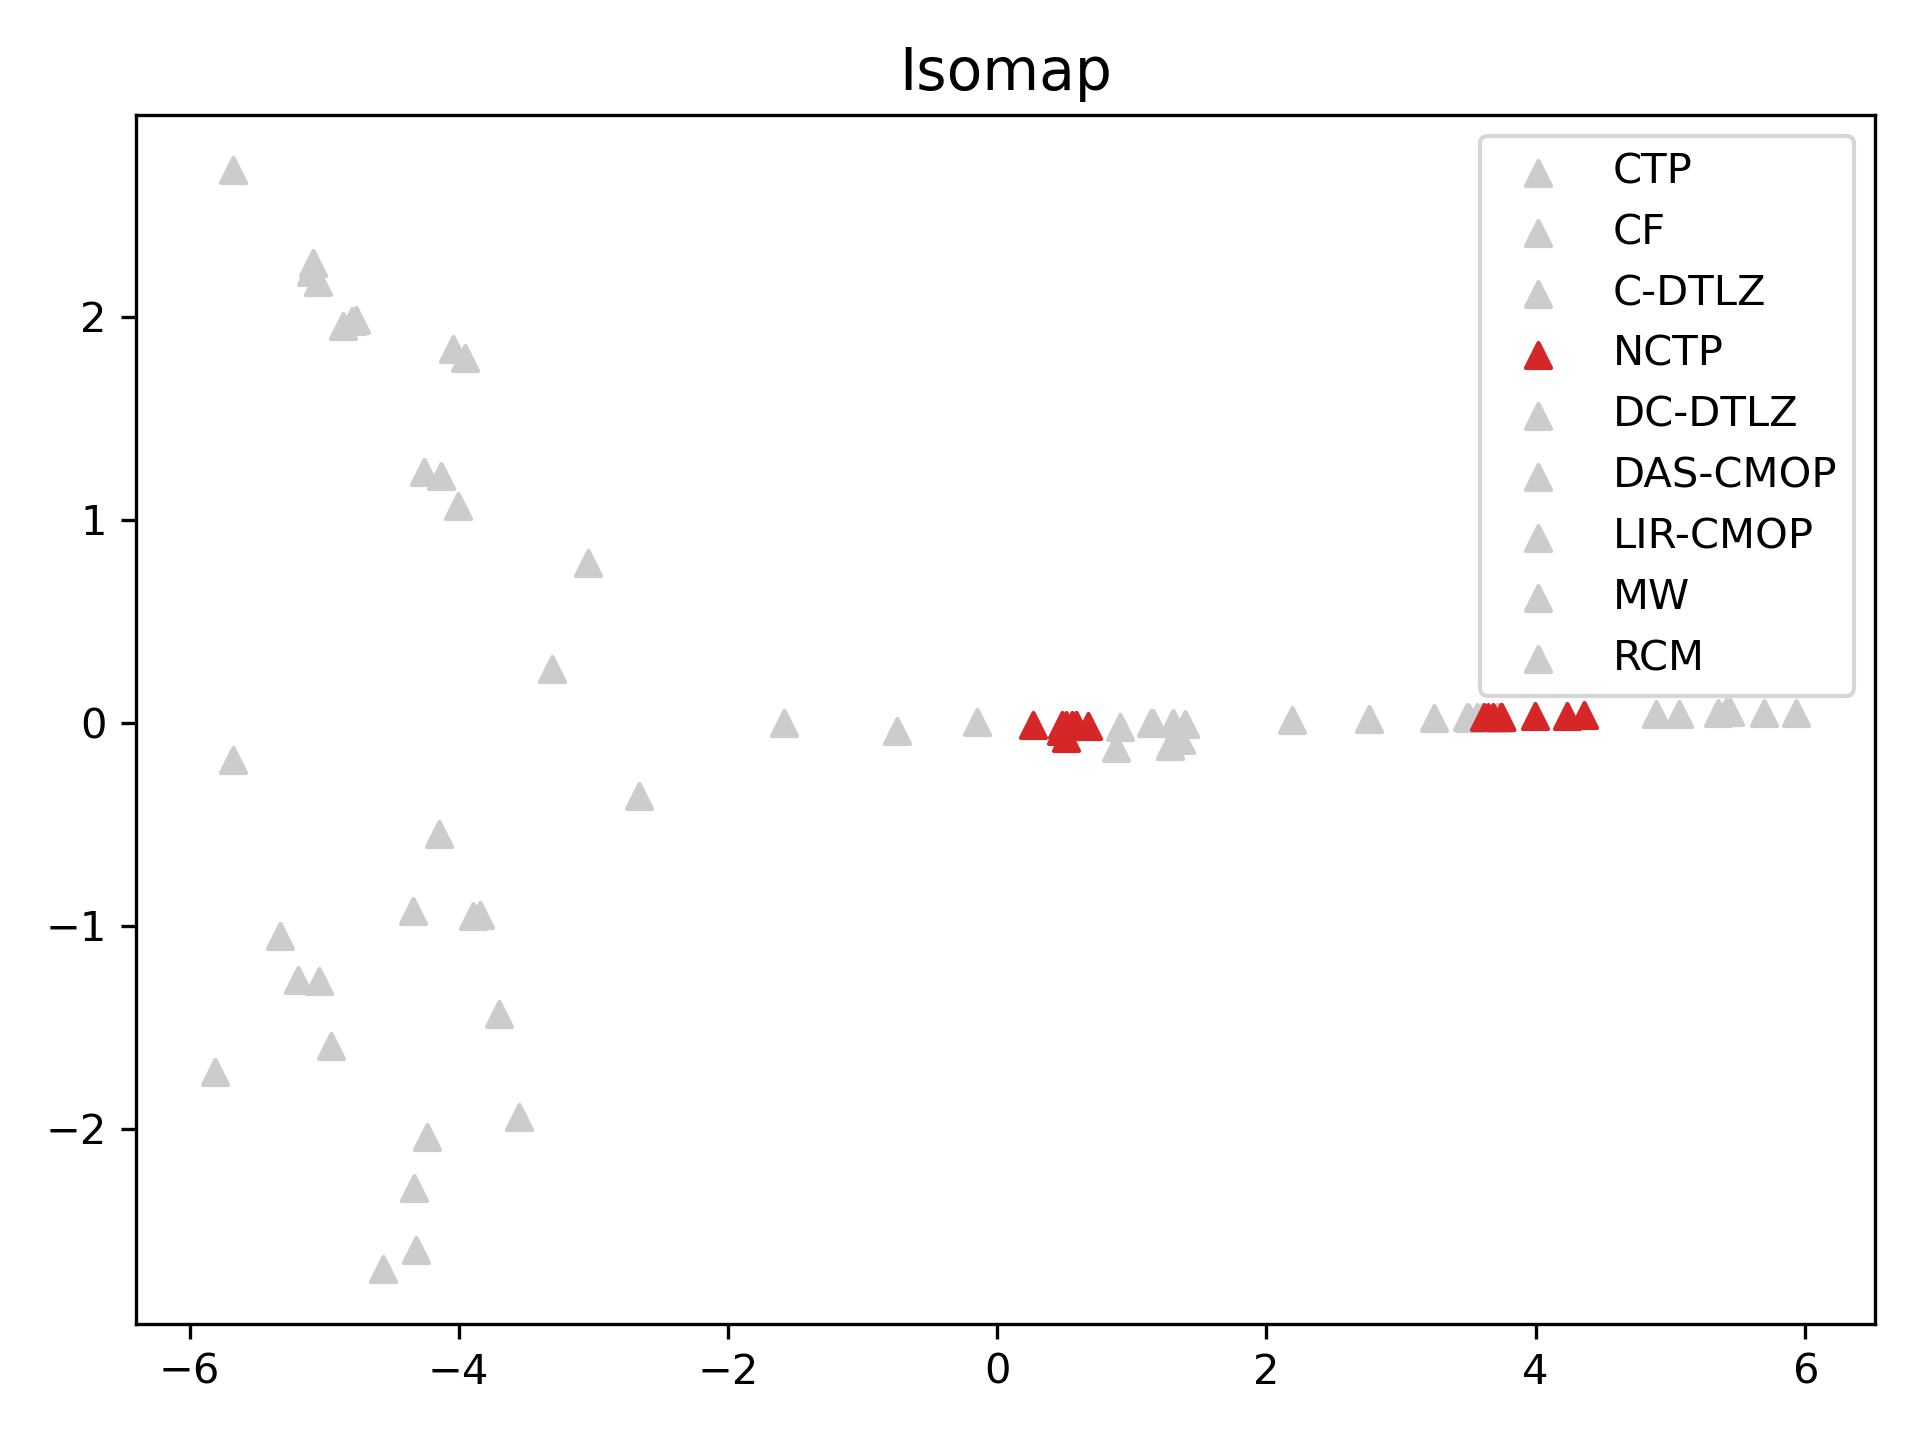 Isomap
CTP
CF
C-DTLZ
NCTP
DC-DTLZ
DAS-CMOP
LIR-CMOP
MW
RCM
2
1
0
−1
−2
−6 −4 −2 0 2 4 6